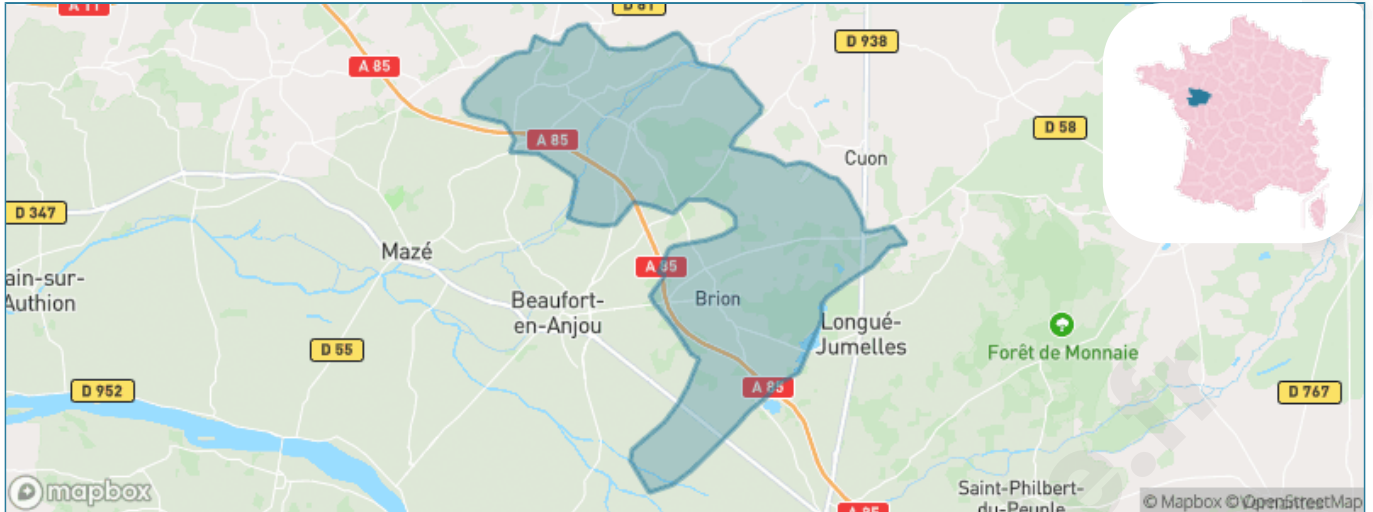 A 11
D 61
D 938
A 85
D 58
A 85
Cuon
D 347
Mazé
A 85
ain-sur-
Authion
Beaufort-
en-Anjou
Brion
Longué-
Jumelles
D 55
Forêt de Monnaie
D 952
A 85
D 767
mapbox
Saint-Philbert-
du-Peuple
A 85
© Mapbox © OpenStreetMap